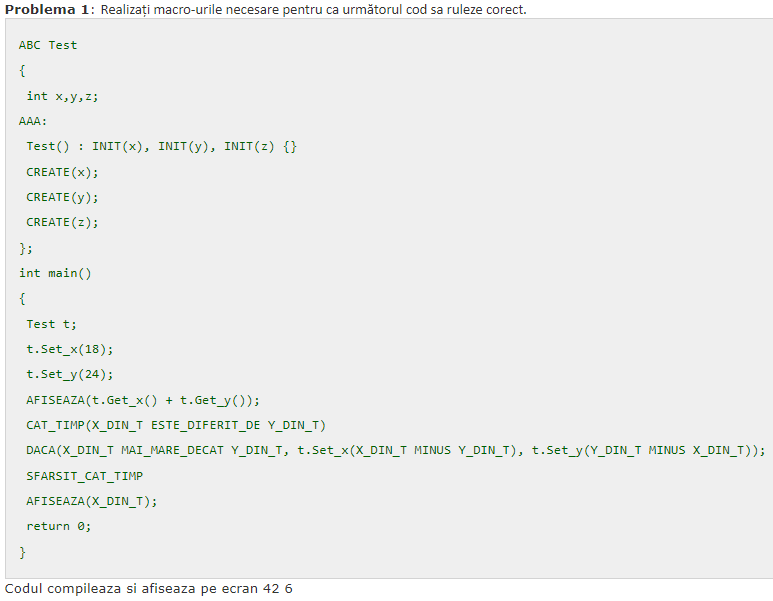 Problema 1: Realizați macro-urile necesare pentru ca următorul cod sa ruleze corect.
ABC Test
{
int x,y,z;
AAA:
Test() : INIT(x), INIT(y), INIT(z) {}
CREATE(x);
CREATE(y);
CREATE(z);
};
int main()
{
Test t;
t.Set_x(18);
t.Set_y(24);
AFISEAZA(t.Get_x() + t.Get_y());
CAT_TIMP(X_DIN_T ESTE_DIFERIT_DE Y_DIN_T)
DACA(X_DIN_T MAI_MARE_DECAT Y_DIN_T, t.Set_x(X_DIN_T MINUS Y_DIN_T), t.Set_y(Y_DIN_T MINUS X_DIN_T));
SFARSIT_CAT_TIMP
AFISEAZA(X_DIN_T);
return 0;
}
Codul compileaza si afiseaza pe ecran 42 6